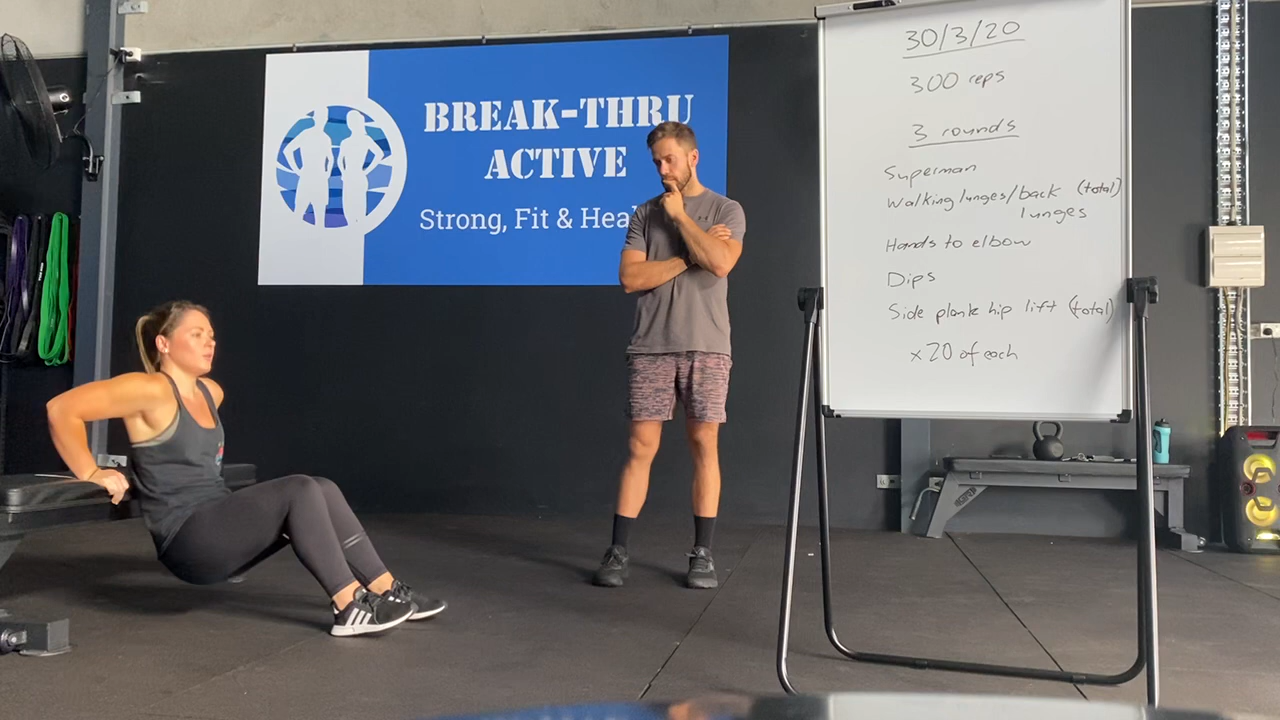 BREAK-THRU
ACTIVE
Strong, Fit &
30/3/20
300 reps
3 rounds
Superman
Walking lunges/back (total)
lunges
Hands to elbow
Dips
Side plank hip lift (total)
x20 of each